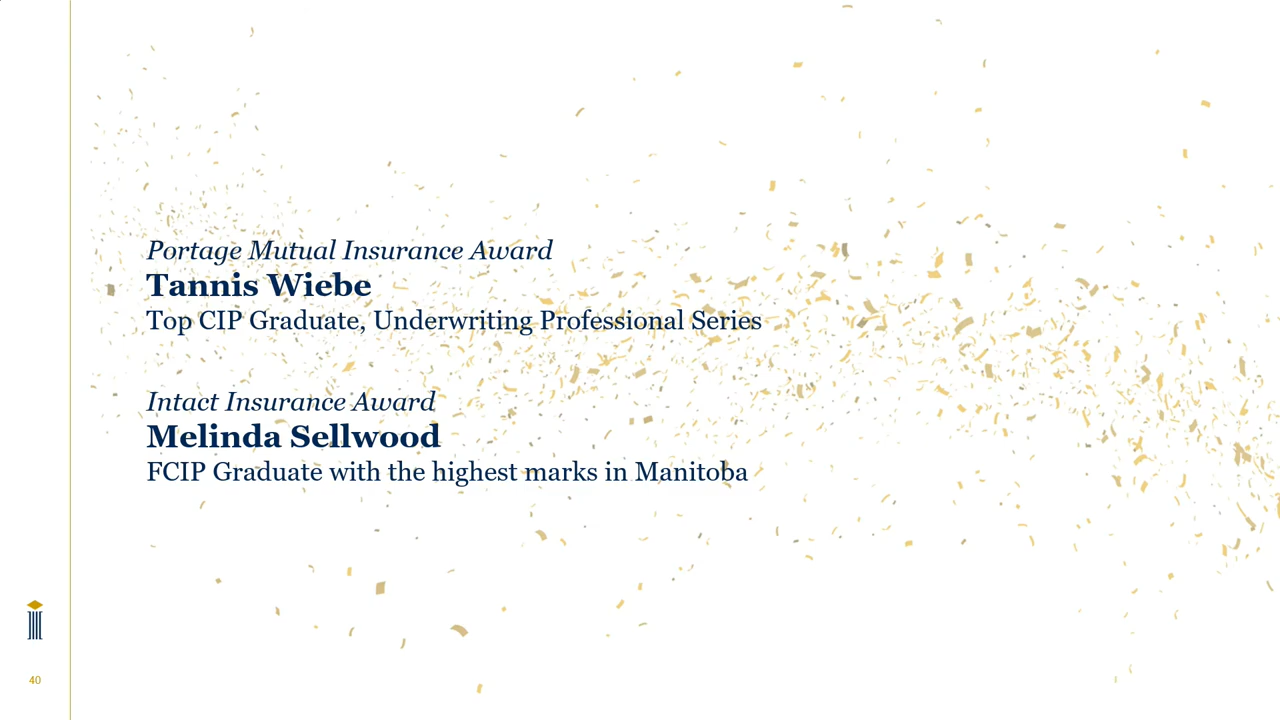 Portage Mutual Insurance Award
Tannis Wiebe
Top CIP Graduate, Underwriting Professional Series
Intact Insurance Award
Melinda Sellwood
FCIP Graduate with the highest marks in Manitoba
40